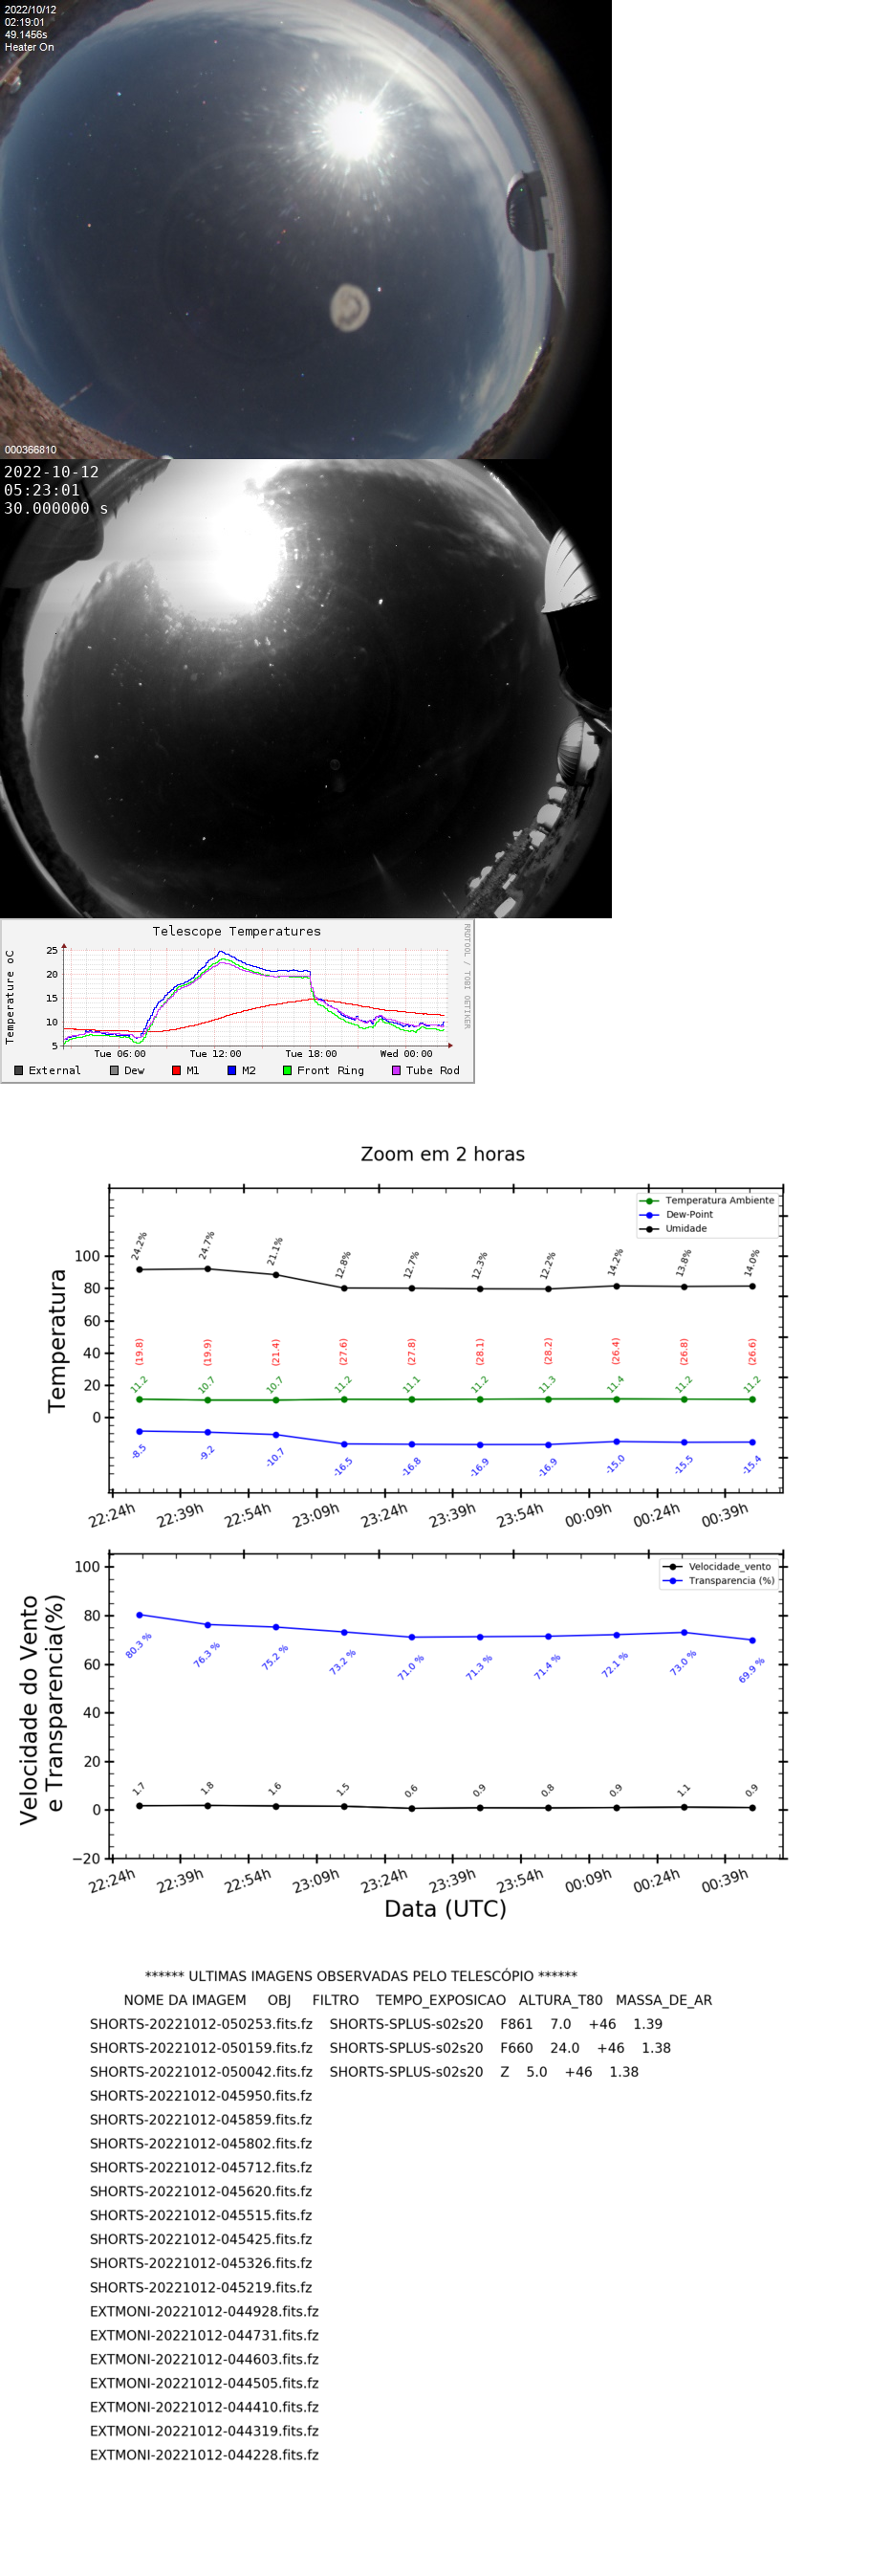 2022/10/12
02:19:01
49.1456s
Heater On
000366810
2022-10-12
05:23:01
30.000000 s
Telescope Temperatures
RRDTOOL / TOBI OETIKER
Temperature oC
25
20
15
10
5
Tue 06:00 Tue 12:00 Tue 18:00 Wed 00:00
External Dew M1 M2 Front Ring Tube Rod
Zoom em 2 horas
Temperatura Ambiente
Dew-Point
Umidade
Temperatura
100
80
60
40
20
0
24.2% 24.7% 21.1% 12.8% 12.7% 12.3% 12.2% 14.2% 13.8% 14.0%
(19.8) (19.9) (21.4) (27.6) (27.8) (28.1) (28.2) (26.4) (26.8) (26.6)
11.2 10.7 10.7 11.2 11.1 11.2 11.3 11.4 11.2 11.2
-8.5 -9.2 -10.7 -16.5 -16.8 -16.9 -16.9 -15.0 -15.5 -15.4
22:24h 22:39h 22:54h 23:09h 23:24h 23:39h 23:54h 00:09h 00:24h 00:39h
Velocidade_vento
Transparencia (%)
Velocidade do Vento
e Transparencia(%)
100
80
60
40
20
0
−20
80.3 % 76.3 % 75.2 % 73.2 % 71.0 % 71.3 % 71.4 % 72.1 % 73.0 % 69.9 %
1.7 1.8 1.6 1.5 0.6 0.9 0.8 0.9 1.1 0.9
22:24h 22:39h 22:54h 23:09h 23:24h 23:39h 23:54h 00:09h 00:24h 00:39h
Data (UTC)
****** ULTIMAS IMAGENS OBSERVADAS PELO TELESCÓPIO ******
NOME DA IMAGEM OBJ FILTRO TEMPO_EXPOSICAO ALTURA_T80 MASSA_DE_AR
SHORTS-20221012-050253.fits.fz SHORTS-SPLUS-s02s20 F861 7.0 +46 1.39
SHORTS-20221012-050159.fits.fz SHORTS-SPLUS-s02s20 F660 24.0 +46 1.38
SHORTS-20221012-050042.fits.fz SHORTS-SPLUS-s02s20 Z 5.0 +46 1.38
SHORTS-20221012-045950.fits.fz
SHORTS-20221012-045859.fits.fz
SHORTS-20221012-045802.fits.fz
SHORTS-20221012-045712.fits.fz
SHORTS-20221012-045620.fits.fz
SHORTS-20221012-045515.fits.fz
SHORTS-20221012-045425.fits.fz
SHORTS-20221012-045326.fits.fz
SHORTS-20221012-045219.fits.fz
EXTMONI-20221012-044928.fits.fz
EXTMONI-20221012-044731.fits.fz
EXTMONI-20221012-044603.fits.fz
EXTMONI-20221012-044505.fits.fz
EXTMONI-20221012-044410.fits.fz
EXTMONI-20221012-044319.fits.fz
EXTMONI-20221012-044228.fits.fz